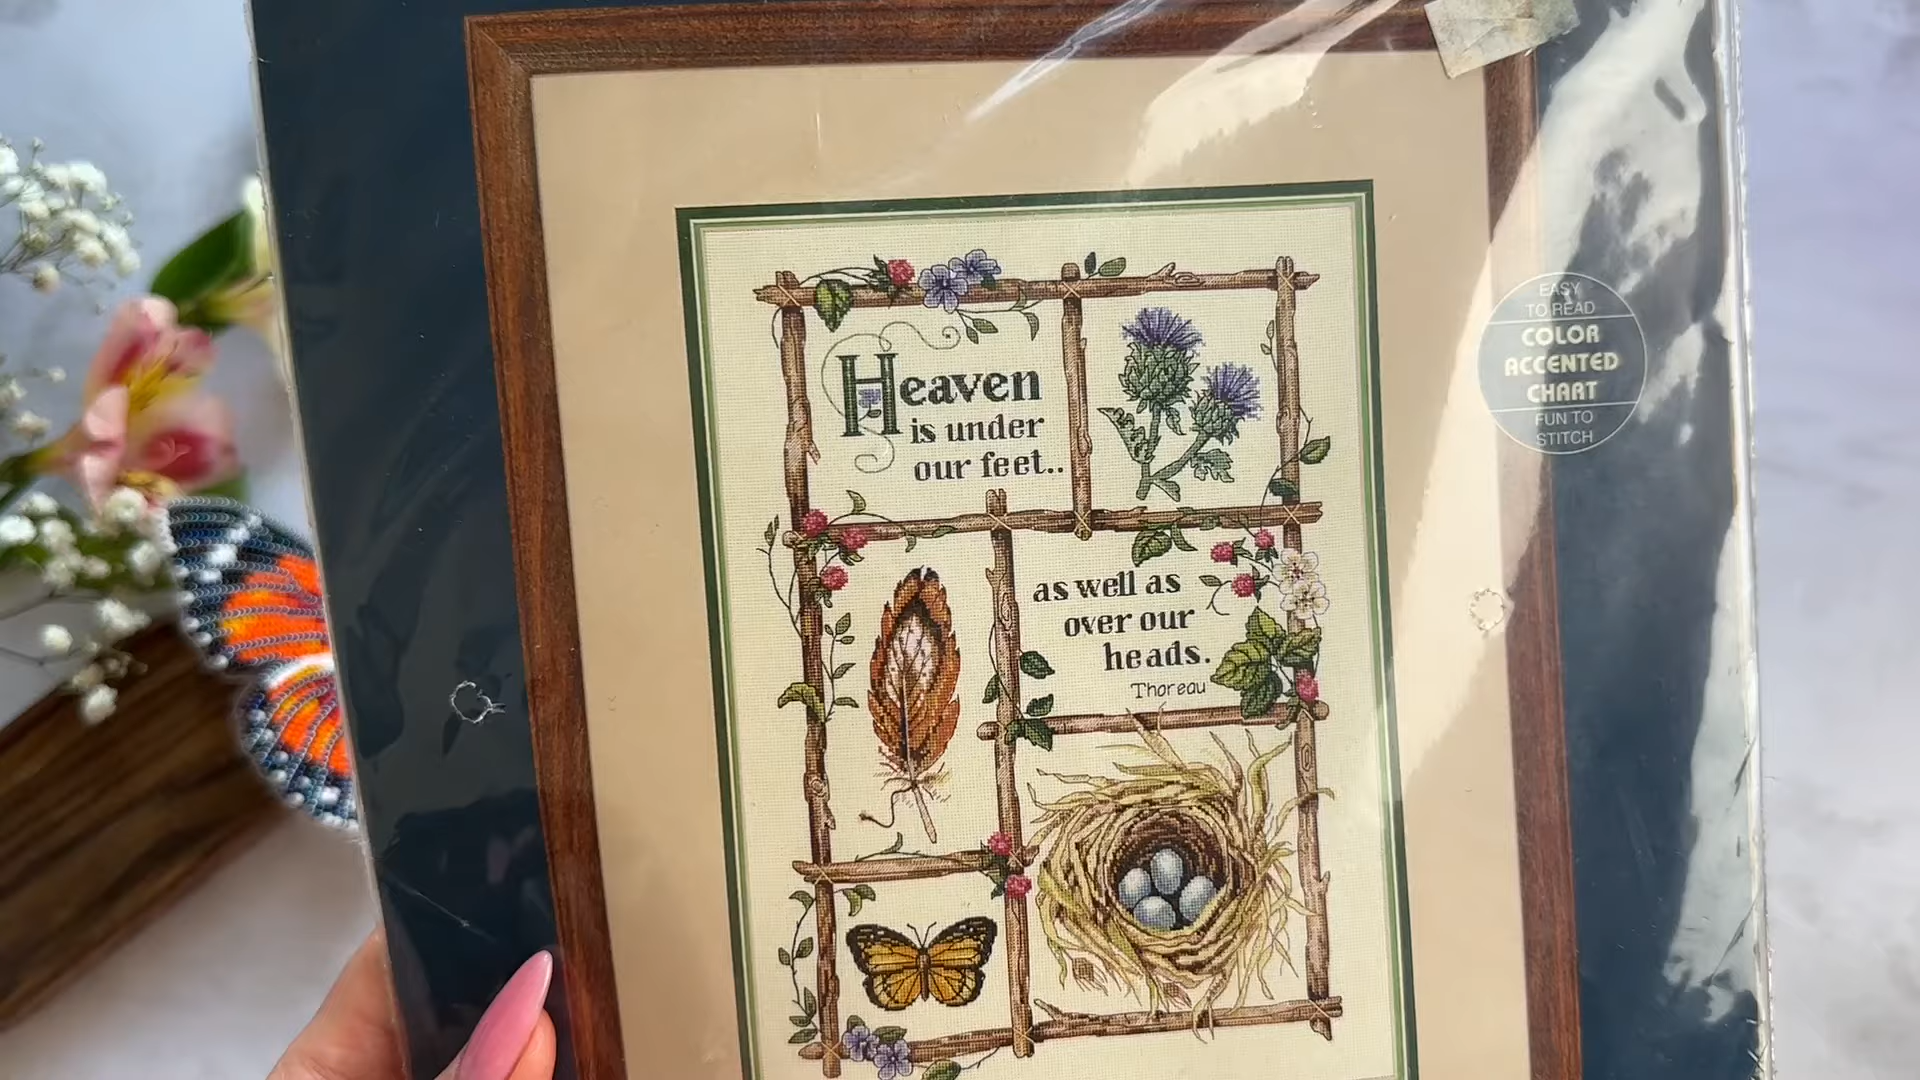 Heaven
is under
our feet..
as well as
over our
heads.
Thoreau
EASY
TO READ
COLOR
ACCENTED
CHART
FUN TO
STITCH